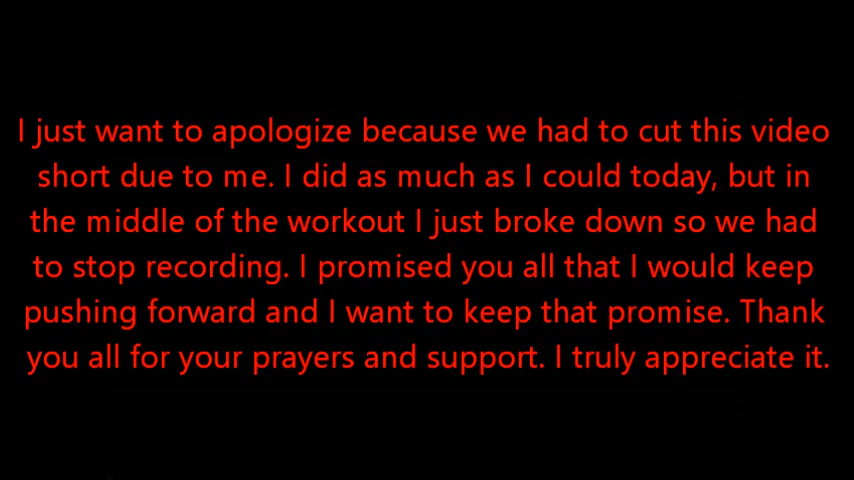 I just want to apologize because we had to cut this video
short due to me. I did as much as I could today, but in
the middle of the workout I just broke down so we had
to stop recording. I promised you all that I would keep
pushing forward and I want to keep that promise. Thank
you all for your prayers and support. I truly appreciate it.